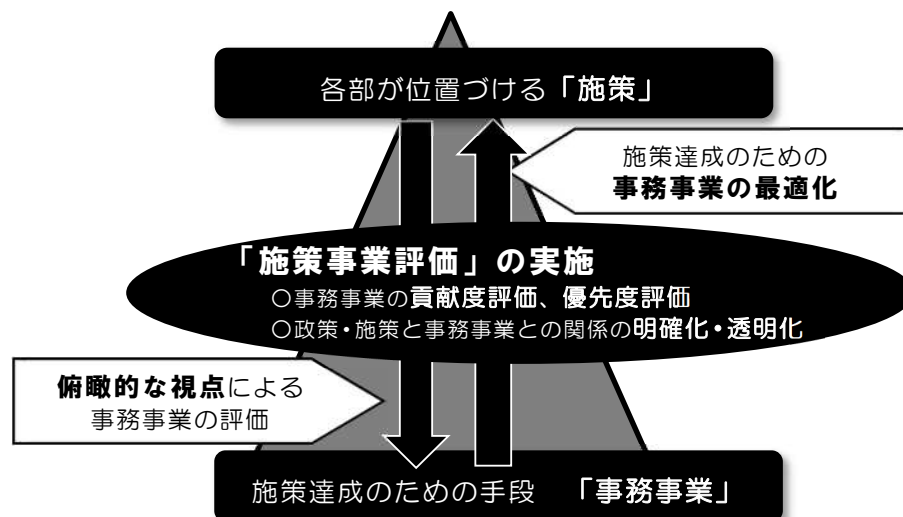 各部が位置づける「施策」
施策達成のための
事務事業の最適化
「施策事業評価」の実施
○事務事業の貢献度評価、優先度評価
○政策・施策と事務事業との関係の明確化・透明化
俯瞰的な視点による
事務事業の評価
施策達成のための手段　「事務事業」